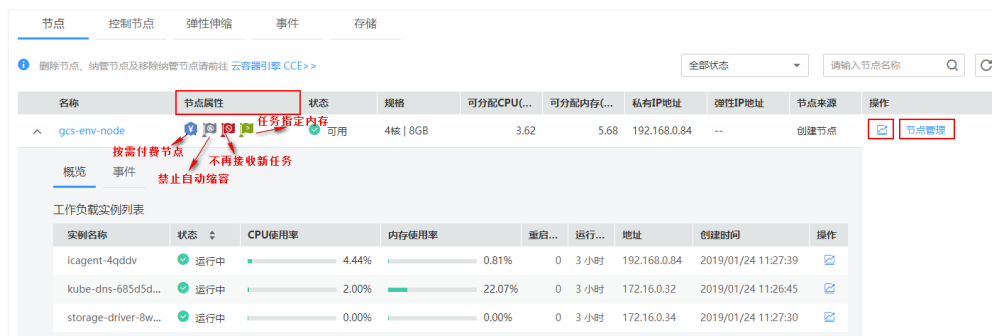 节点 控制节点 弹性伸缩 事件 存储
删除节点、纳管节点及移除纳管节点请前往 云容器引擎 CCE>> 全部状态 请输入节点名称
名称 节点属性 状态 规格 可分配CPU(... 可分配内存(... 私有IP地址 弹性IP地址 节点来源 操作
任务指定内存
gcs-env-node 可用 4核 | 8GB 3.62 5.68 192.168.0.84 -- 创建节点 节点管理
按需付费节点
不再接收新任务
概览 事件
禁止自动缩容
工作负载实例列表
实例名称 状态 CPU使用率 内存使用率 重启... 运行... 地址 创建时间 操作
icagent-4qddv 运行中 4.44% 0.81% 0 3 小时 192.168.0.84 2019/01/24 11:27:39
kube-dns-685d5d... 运行中 2.00% 22.07% 0 3 小时 172.16.0.32 2019/01/24 11:26:45
storage-driver-8w... 运行中 0.00% 0.00% 0 3 小时 172.16.0.34 2019/01/24 11:27:30